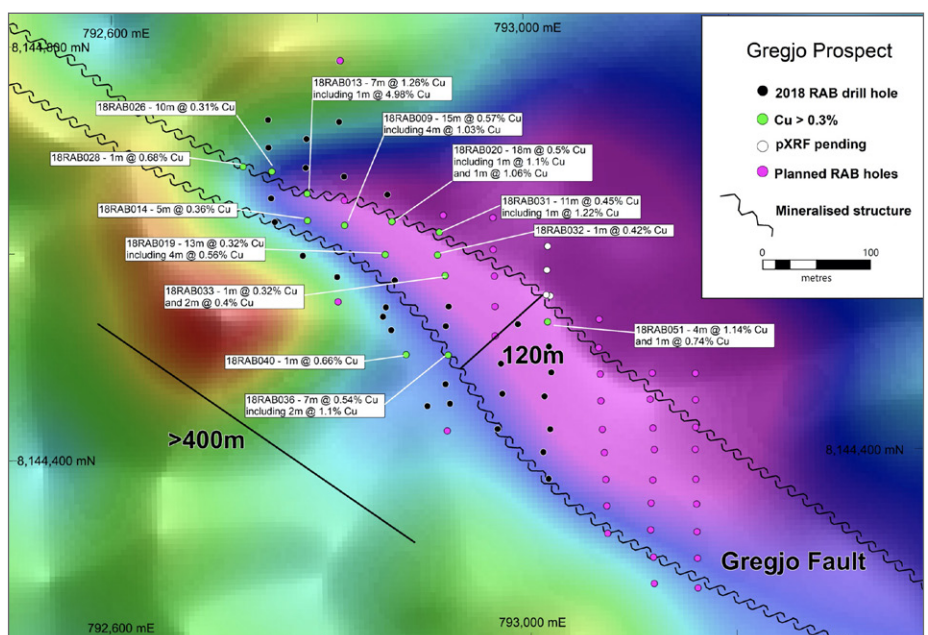 792,600 mE
793,000 mE
8,144,800 mN
Gregjo Prospect
2018 RAB drill hole
Cu > 0.3%
pXRF pending
Planned RAB holes
Mineralised structure
0
100
metres
18RAB013 - 7m @ 1.26% Cu
including 1m @ 4.98% Cu
18RAB026 - 10m @ 0.31% Cu
18RAB009 - 15m @ 0.57% Cu
including 4m @ 1.03% Cu
18RAB028 - 1m @ 0.68% Cu
18RAB020 - 18m @ 0.5% Cu
including 1m @ 1.1% Cu
and 1m @ 1.06% Cu
18RAB014 - 5m @ 0.36% Cu
18RAB031 - 11m @ 0.45% Cu
including 1m @ 1.22% Cu
18RAB032 - 1m @ 0.42% Cu
18RAB019 - 13m @ 0.32% Cu
including 4m @ 0.56% Cu
18RAB033 - 1m @ 0.32% Cu
and 2m @ 0.4% Cu
18RAB051 - 4m @ 1.14% Cu
and 1m @ 0.74% Cu
18RAB040 - 1m @ 0.66% Cu
120m
18RAB036 - 7m @ 0.54% Cu
including 2m @ 1.1% Cu
>400m
8,144,400 mN
8,144,400 mN
Gregjo Fault
792,600 mE
793,000 mE